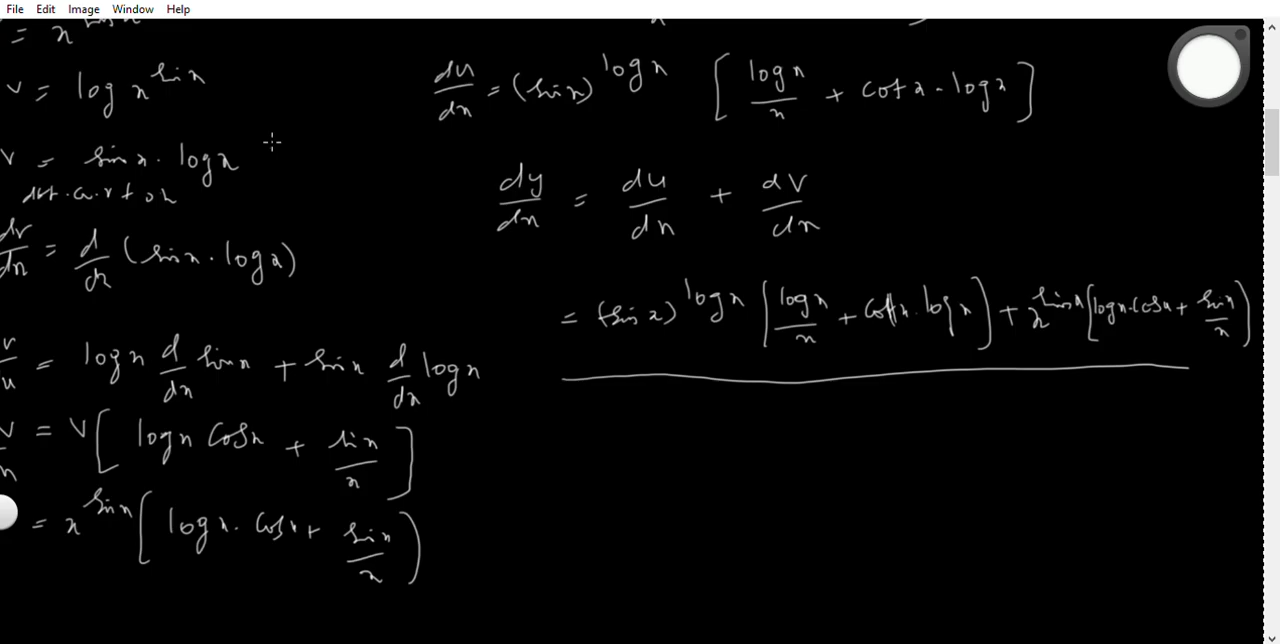 File Edit Image Window Help
= x
v = log x^sin x
v = sin x · log x
dv/dx = d/dx (sin x · log x)
= log x d/dx sin x + sin x d/dx log x
= v [ log x cos x + sin x/x ]
= x^sin x [ log x · cos x + sin x/x ]
du/dx = (sin x)^log x [ log x/x + cot x · log x ]
dy/dx = du/dx + dv/dx
= (sin x)^log x [ log x/x + cot x · log x ] + x^sin x [ log x · cos x + sin x/x ]